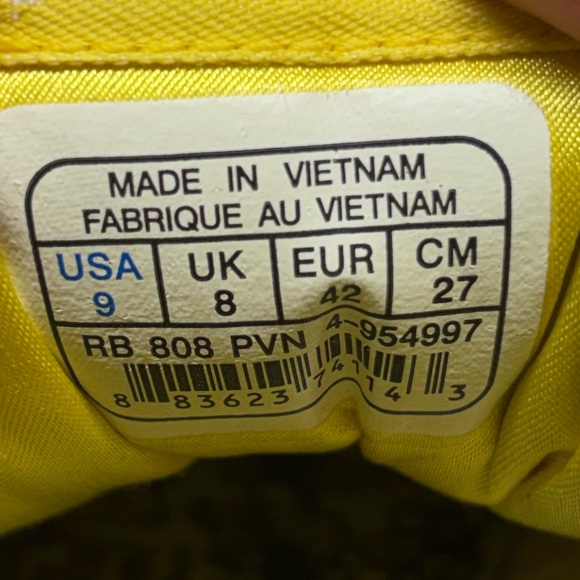 MADE IN VIETNAM
FABRIQUE AU VIETNAM
USA UK EUR CM
9 8 42 27
RB 808 PVN 4-954997
8 83623 74114 3